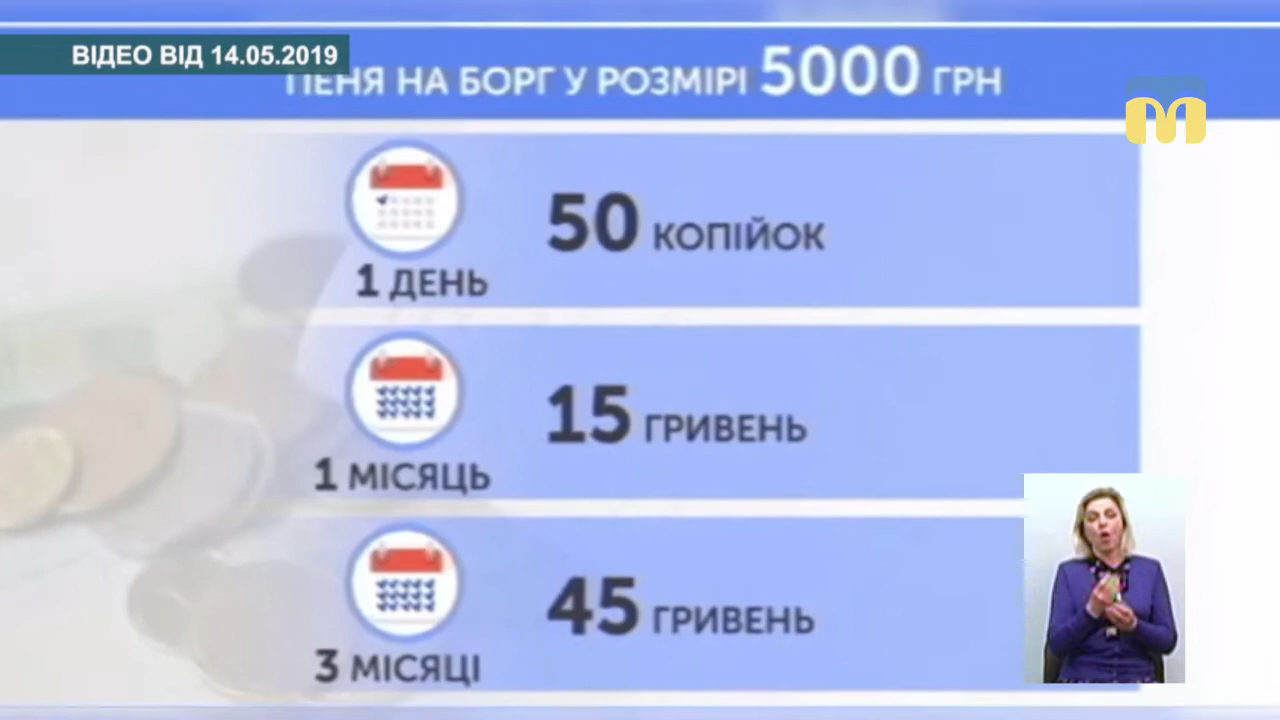 ВІДЕО ВІД 14.05.2019
ПЕНЯ НА БОРГ У РОЗМІРІ 5000 ГРН
50 КОПІЙОК
1 ДЕНЬ
15 ГРИВЕНЬ
1 МІСЯЦЬ
45 ГРИВЕНЬ
3 МІСЯЦІ